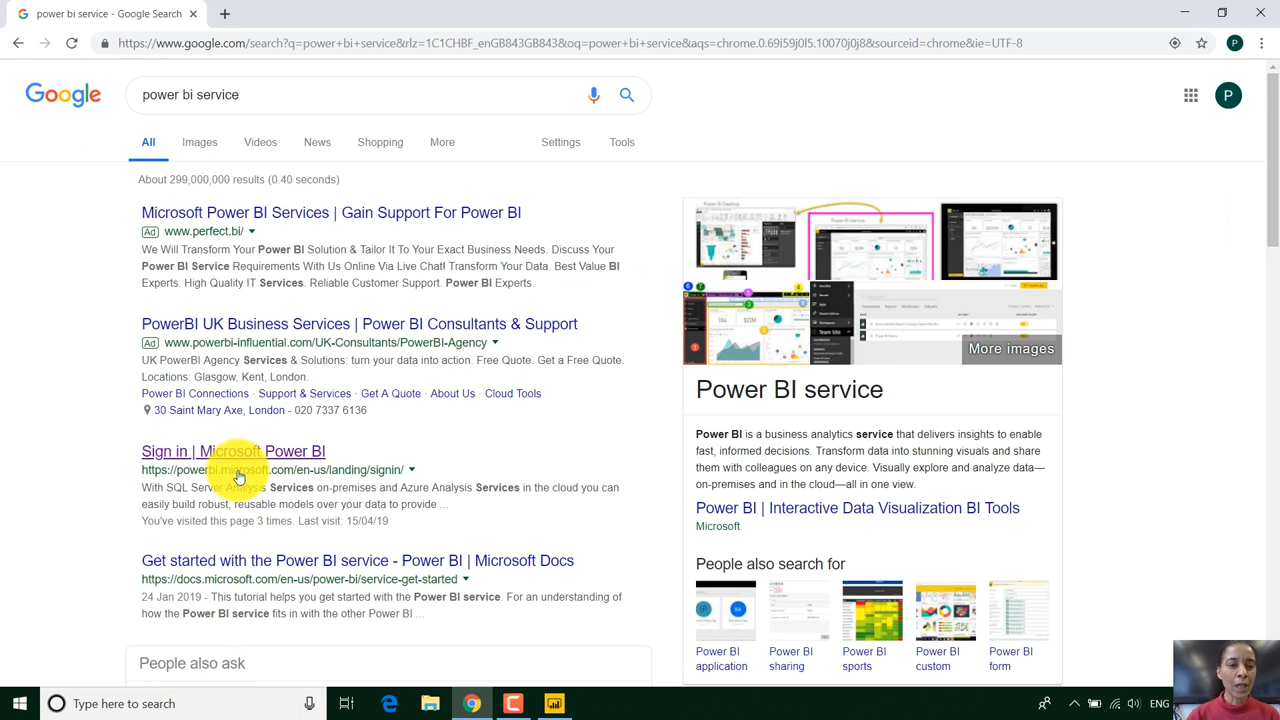 power bi service - Google Search
https://www.google.com/search?q=power+bi+service&rlz=1C1CHBF_enGB843GB843&oq=power+bi+service&aqs=chrome.0.69i59j0l5.10070j0j8&sourceid=chrome&ie=UTF-8
P
Google
power bi service
P
All Images Videos News Shopping More Settings Tools
About 299,000,000 results (0.40 seconds)
Microsoft Power BI Services | Gain Support For Power BI
Ad www.perfect.bi/
We Will Transform Your Power BI Solution & Tailor It To Your Exact Business Needs. Discuss Your
Power BI Service Requirements With Us Online Via Live Chat! Transform Your Data. Best Value BI
Experts. High Quality IT Services. Reliable Customer Support. Power BI Experts.
PowerBI UK Business Services | Power BI Consultants & Support
UK PowerBI Agency Services & Solutions. Turn your Data into action. Free Quote. Get a Free Quote.
Locations: Glasgow, Kent, London.
Power BI Connections · Support & Services · Get A Quote · About Us · Cloud Tools
30 Saint Mary Axe, London - 020 7337 6136
Sign in | Microsoft Power BI
https://powerbi.microsoft.com/en-us/landing/signin/
With SQL Server Analysis Services on-premises and Azure Analysis Services in the cloud you can
easily build robust, reusable models over your data to provide ...
You've visited this page 3 times. Last visit: 15/04/19
Get started with the Power BI service - Power BI | Microsoft Docs
https://docs.microsoft.com/en-us/power-bi/service-get-started
24 Jan 2019 - This tutorial helps you get started with the Power BI service. For an understanding of
how the Power BI service fits in with the other Power BI ...
People also ask
More images
Power BI service
Power BI is a business analytics service that delivers insights to enable
fast, informed decisions. Transform data into stunning visuals and share
them with colleagues on any device. Visually explore and analyze data—
on-premises and in the cloud—all in one view.
Power BI | Interactive Data Visualization BI Tools
Microsoft
People also search for
Power BI application
Power BI sharing
Power BI sports
Power BI custom
Power BI form
Type here to search
ENG